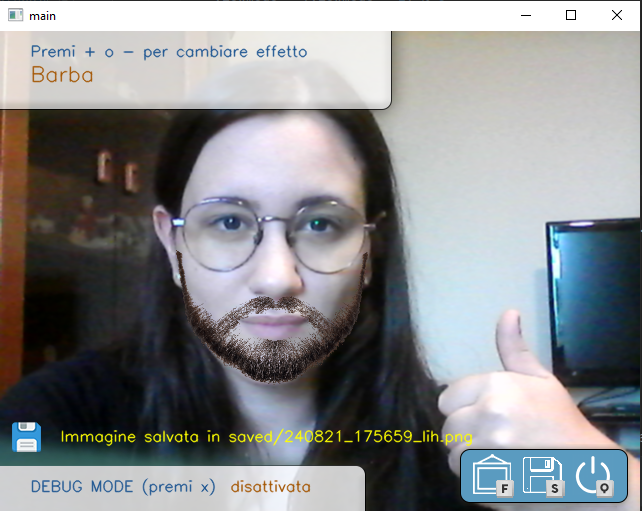 main
Premi + o - per cambiare effetto
Barba
Immagine salvata in saved/240821_175659_lih.png
DEBUG MODE (premi x) disattivata
F S Q